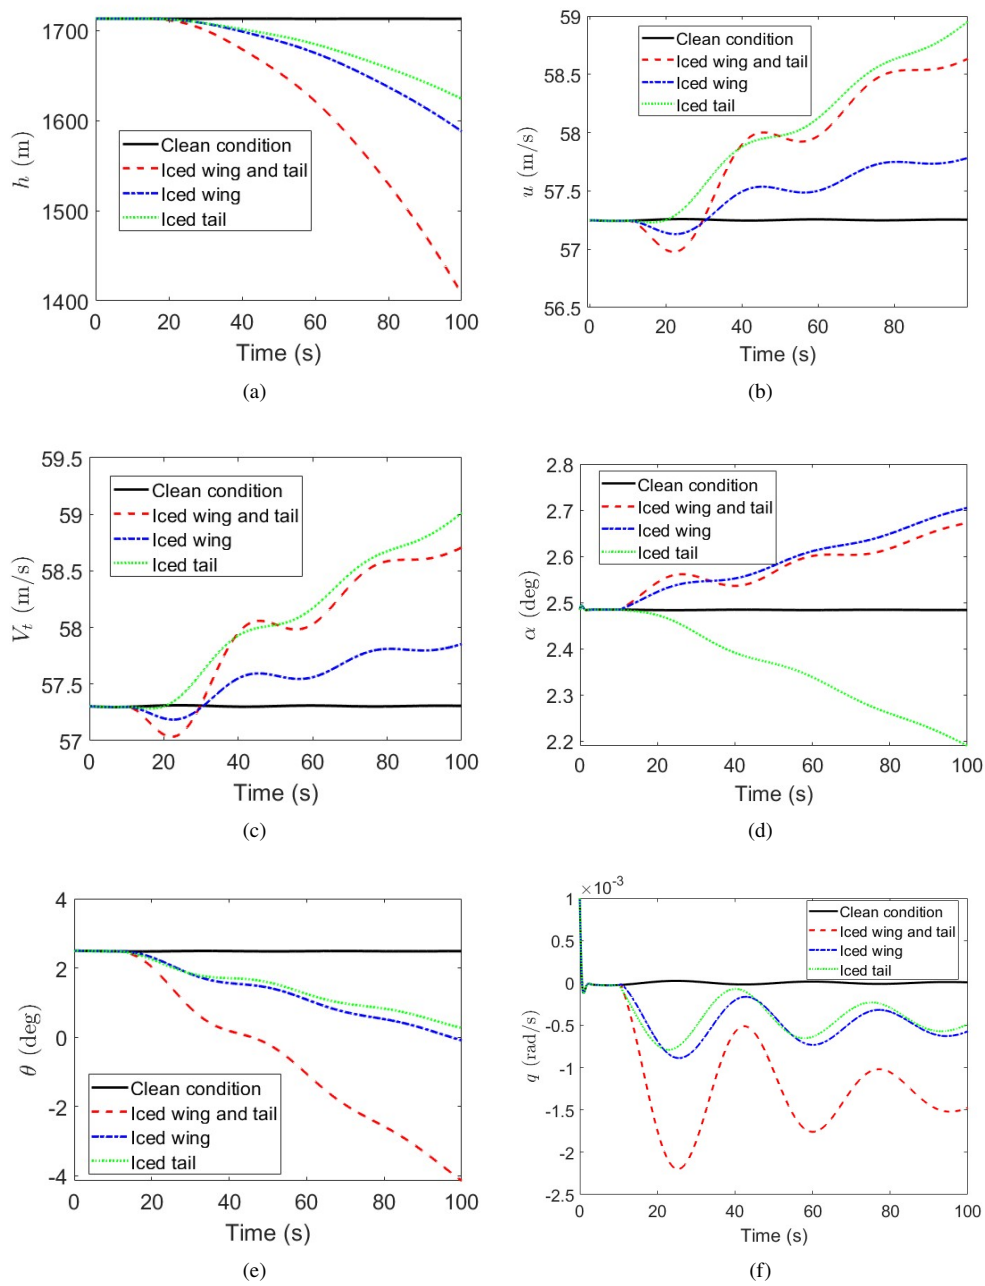 1700
1600
1500
1400
h (m)
Clean condition
Iced wing and tail
Iced wing
Iced tail
0 20 40 60 80 100
Time (s)
(a)
59
58.5
58
57.5
57
56.5
u (m/s)
Clean condition
Iced wing and tail
Iced wing
Iced tail
0 20 40 60 80
Time (s)
(b)
59.5
59
58.5
58
57.5
57
V_t (m/s)
Clean condition
Iced wing and tail
Iced wing
Iced tail
0 20 40 60 80 100
Time (s)
(c)
2.8
2.7
2.6
2.5
2.4
2.3
2.2
α (deg)
Clean condition
Iced wing and tail
Iced wing
Iced tail
0 20 40 60 80 100
Time (s)
(d)
4
2
0
-2
-4
θ (deg)
Clean condition
Iced wing and tail
Iced wing
Iced tail
0 20 40 60 80 100
Time (s)
(e)
×10⁻³
1
0.5
0
-0.5
-1
-1.5
-2
-2.5
q (rad/s)
Clean condition
Iced wing and tail
Iced wing
Iced tail
0 20 40 60 80 100
Time (s)
(f)